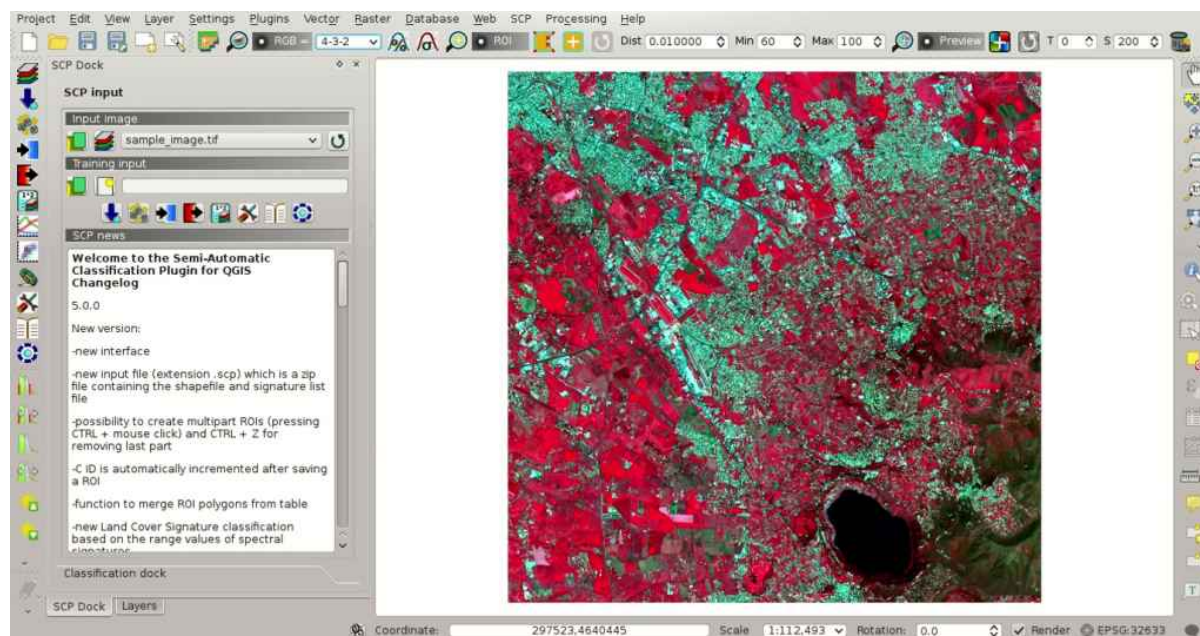 Project Edit View Layer Settings Plugins Vector Raster Database Web SCP Processing Help
RGB = 4-3-2 ROI Dist 0.010000 Min 60 Max 100 Preview T 0 S 200
SCP Dock
SCP input
Input image
sample_image.tif
Training input
SCP news
Welcome to the Semi-Automatic
Classification Plugin for QGIS
Changelog
5.0.0
New version:
-new interface
-new input file (extension .scp) which is a zip
file containing the shapefile and signature list
file
-possibility to create multipart ROIs (pressing
CTRL + mouse click) and CTRL + Z for
removing last part
-C ID is automatically incremented after saving
a ROI
-function to merge ROI polygons from table
-new Land Cover Signature classification
based on the range values of spectral
signatures
Classification dock
SCP Dock Layers
Coordinate: 297523,4640445 Scale 1:112,493 Rotation: 0.0 Render EPSG:32633